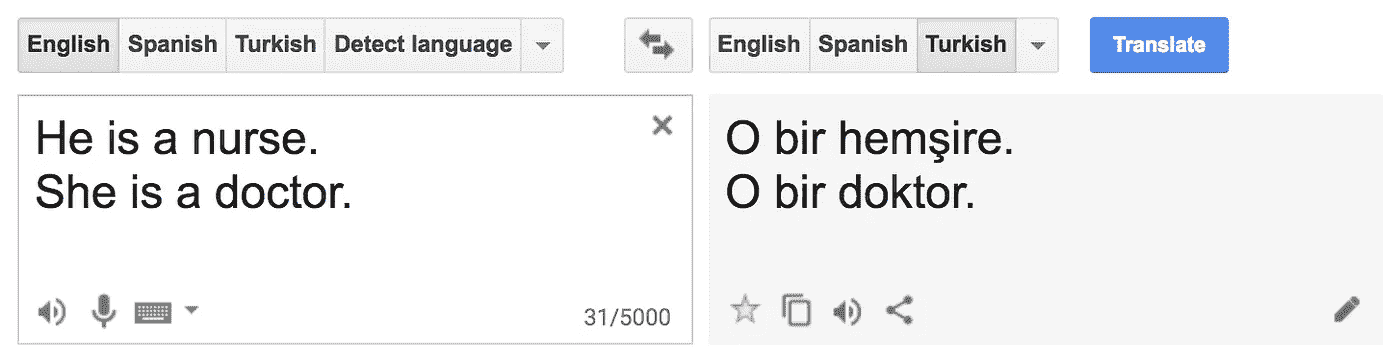 English Spanish Turkish Detect language English Spanish Turkish Translate
He is a nurse.
She is a doctor.
31/5000
O bir hemşire.
O bir doktor.